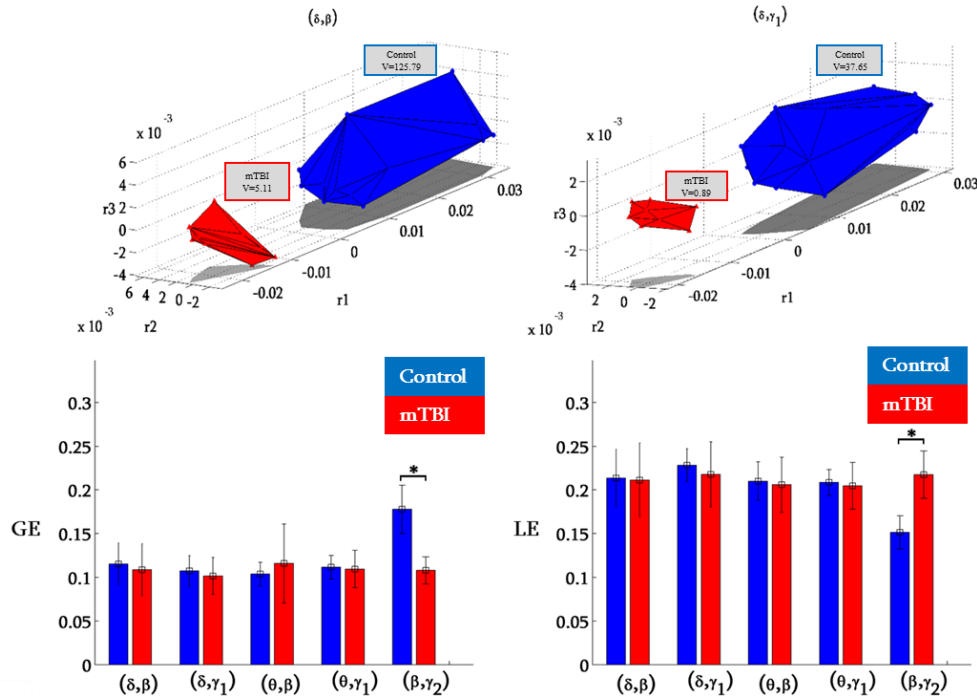 (δ,β)
Control
V=125.79
x 10 -3
6
4
r3 2
0
-2
-4
mTBI
V=5.11
6 4 2 0 -2
x 10 -3
r2
-0.02
-0.01
0
0.01
0.02
0.03
r1
(δ,γ1)
Control
V=37.65
x 10 -3
2
r3 0
-2
-4
mTBI
V=0.89
2 0 -2
x 10 -3
r2
-0.02
-0.01
0
0.01
0.02
0.03
r1
Control
mTBI
*
0.3
0.25
0.2
GE 0.15
0.1
0.05
0
(δ,β) (δ,γ1) (θ,β) (θ,γ1) (β,γ2)
Control
mTBI
*
0.3
0.25
0.2
LE 0.15
0.1
0.05
0
(δ,β) (δ,γ1) (θ,β) (θ,γ1) (β,γ2)